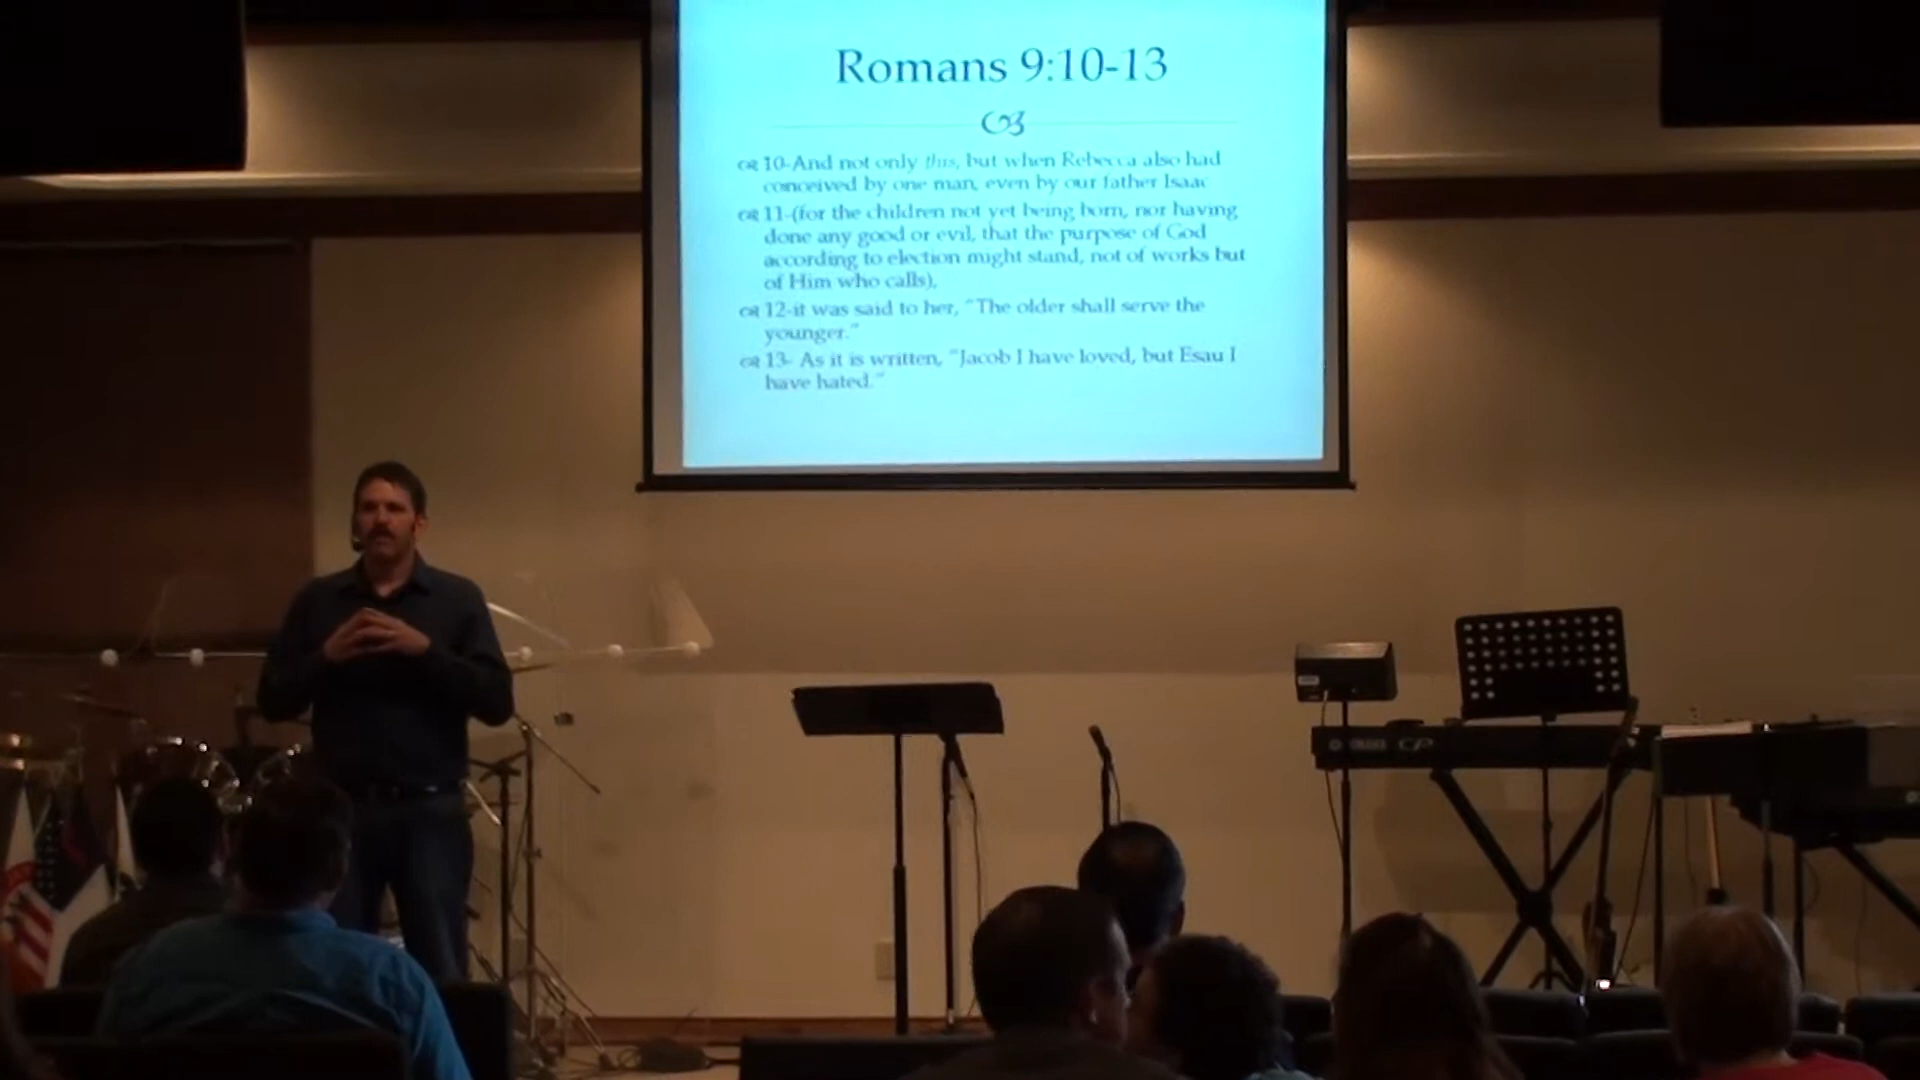 Romans 9:10-13
10-And not only this, but when Rebecca also had
conceived by one man, even by our father Isaac
11-(for the children not yet being born, nor having
done any good or evil, that the purpose of God
according to election might stand, not of works but
of Him who calls),
12-it was said to her, "The older shall serve the
younger."
13- As it is written, "Jacob I have loved, but Esau I
have hated."
YAMAHA CP